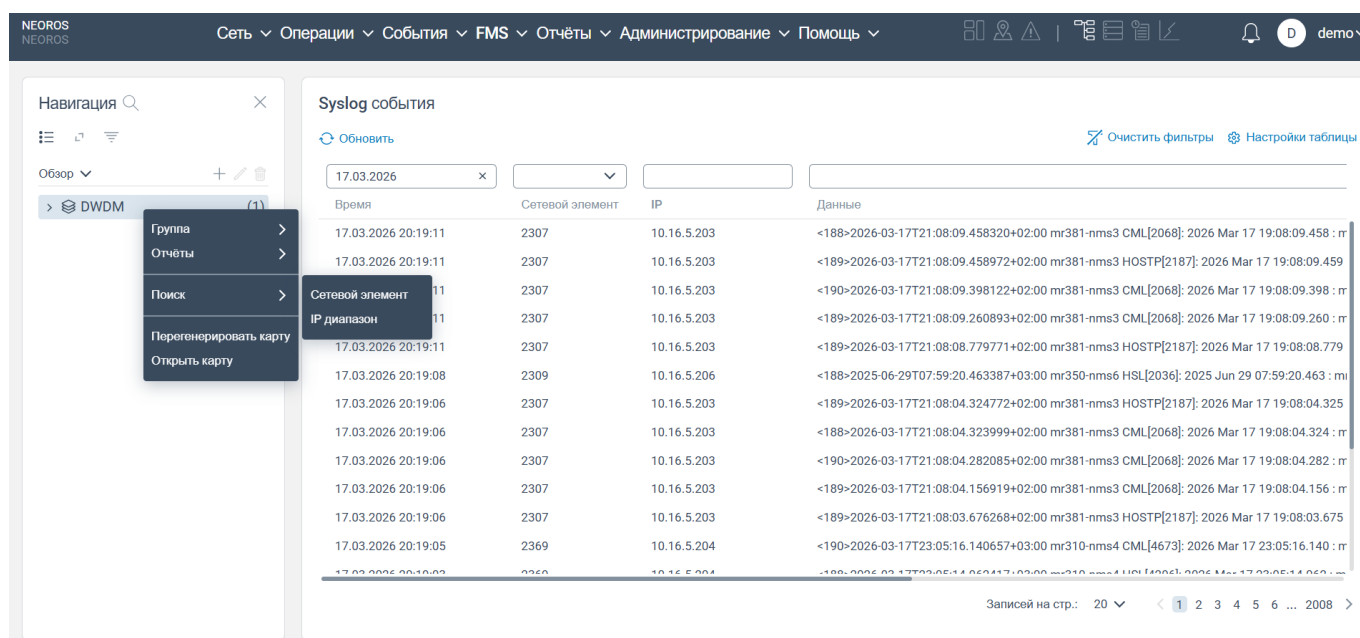 NEOROS
NEOROS
Сеть Операции События FMS Отчёты Администрирование Помощь
D demo
Навигация
Обзор
DWDM (1)
Группа
Отчёты
Поиск
Перегенерировать карту
Открыть карту
Сетевой элемент
IP диапазон
Syslog события
Обновить
Очистить фильтры Настройки таблицы
17.03.2026
Время Сетевой элемент IP Данные
17.03.2026 20:19:11 2307 10.16.5.203 <188>2026-03-17T21:08:09.458320+02:00 mr381-nms3 CML[2068]: 2026 Mar 17 19:08:09.458 :
17.03.2026 20:19:11 2307 10.16.5.203 <189>2026-03-17T21:08:09.458972+02:00 mr381-nms3 HOSTP[2187]: 2026 Mar 17 19:08:09.459
11 2307 10.16.5.203 <190>2026-03-17T21:08:09.398122+02:00 mr381-nms3 CML[2068]: 2026 Mar 17 19:08:09.398 :
11 2307 10.16.5.203 <189>2026-03-17T21:08:09.260893+02:00 mr381-nms3 CML[2068]: 2026 Mar 17 19:08:09.260 :
17.03.2026 20:19:11 2307 10.16.5.203 <189>2026-03-17T21:08:08.779771+02:00 mr381-nms3 HOSTP[2187]: 2026 Mar 17 19:08:08.779
17.03.2026 20:19:08 2309 10.16.5.206 <188>2025-06-29T07:59:20.463387+03:00 mr350-nms6 HSL[2036]: 2025 Jun 29 07:59:20.463 :
17.03.2026 20:19:06 2307 10.16.5.203 <189>2026-03-17T21:08:04.324772+02:00 mr381-nms3 HOSTP[2187]: 2026 Mar 17 19:08:04.325
17.03.2026 20:19:06 2307 10.16.5.203 <188>2026-03-17T21:08:04.323999+02:00 mr381-nms3 CML[2068]: 2026 Mar 17 19:08:04.324 :
17.03.2026 20:19:06 2307 10.16.5.203 <190>2026-03-17T21:08:04.282085+02:00 mr381-nms3 CML[2068]: 2026 Mar 17 19:08:04.282 :
17.03.2026 20:19:06 2307 10.16.5.203 <189>2026-03-17T21:08:04.156919+02:00 mr381-nms3 CML[2068]: 2026 Mar 17 19:08:04.156 :
17.03.2026 20:19:06 2307 10.16.5.203 <189>2026-03-17T21:08:03.676268+02:00 mr381-nms3 HOSTP[2187]: 2026 Mar 17 19:08:03.675
17.03.2026 20:19:05 2369 10.16.5.204 <190>2026-03-17T23:05:16.140657+03:00 mr310-nms4 CML[4673]: 2026 Mar 17 23:05:16.140 :
Записей на стр.: 20 < 1 2 3 4 5 6 ... 2008 >